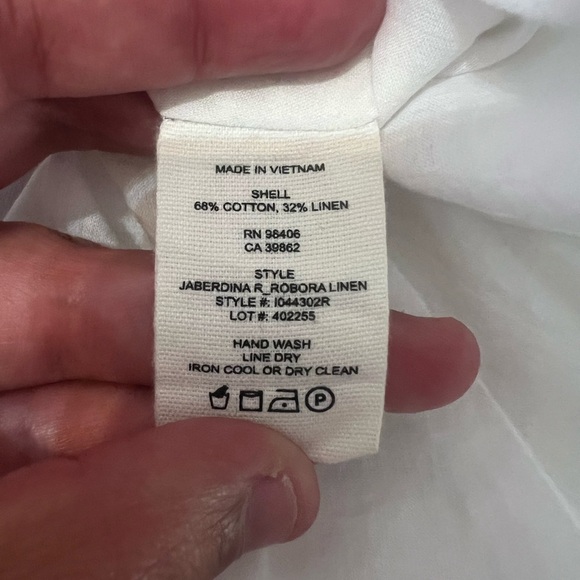 MADE IN VIETNAM
SHELL
68% COTTON, 32% LINEN
RN 98406
CA 39862
STYLE
JABERDINA R_ROBORA LINEN
STYLE #: I044302R
LOT #: 402255
HAND WASH
LINE DRY
IRON COOL OR DRY CLEAN
P